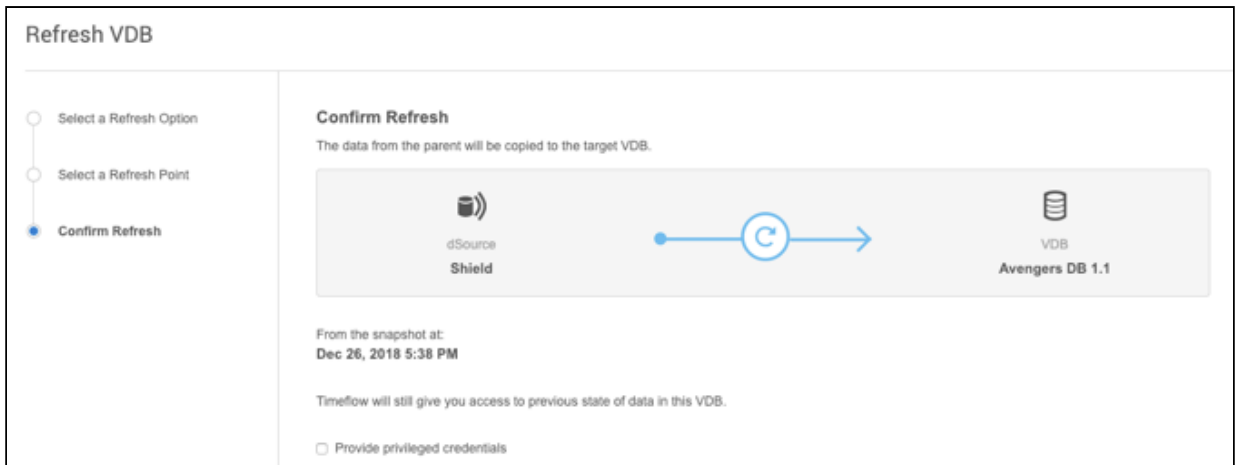 Refresh VDB
Select a Refresh Option
Select a Refresh Point
Confirm Refresh
Confirm Refresh
The data from the parent will be copied to the target VDB.
dSource
Shield
VDB
Avengers DB 1.1
From the snapshot at:
Dec 26, 2018 5:38 PM
Timeflow will still give you access to previous state of data in this VDB.
Provide privileged credentials